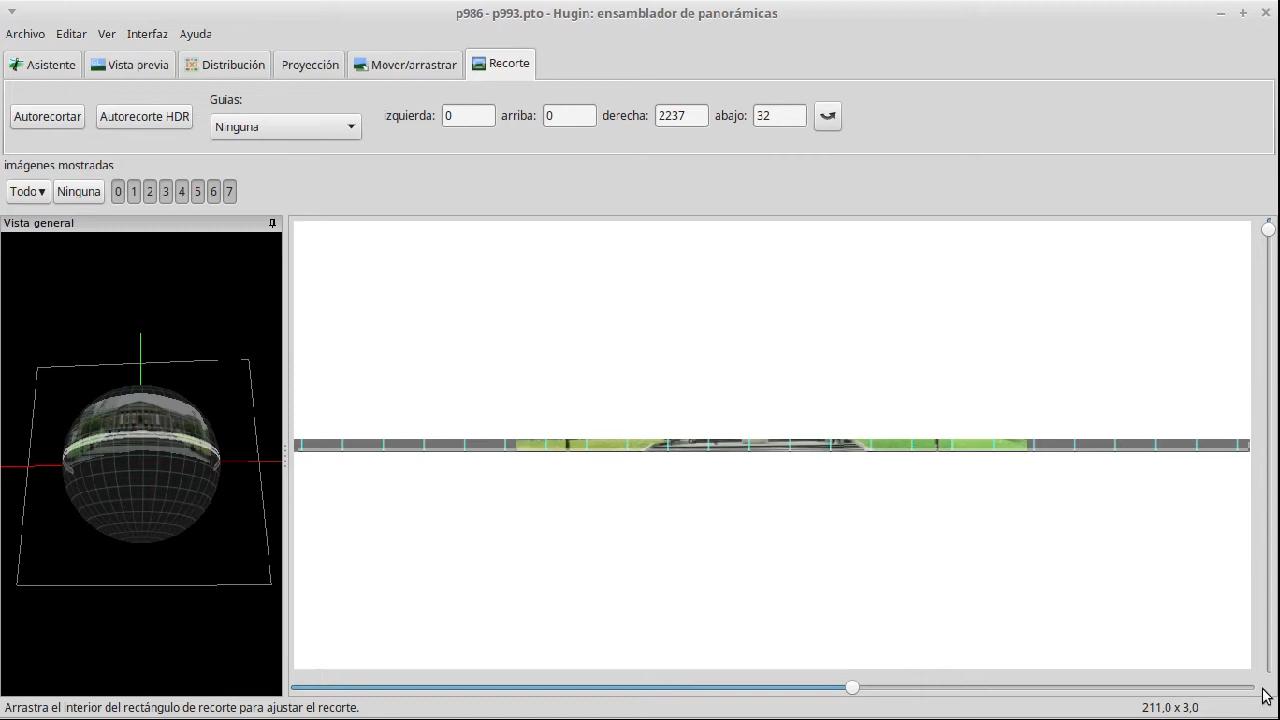 p986 - p993.pto - Hugin: ensamblador de panorámicas
Archivo Editar Ver Interfaz Ayuda
Asistente Vista previa Distribución Proyección Mover/arrastrar Recorte
Guías:
Autorecortar Autorecorte HDR Ninguna izquierda: 0 arriba: 0 derecha: 2237 abajo: 32
imágenes mostradas
Todo▼ Ninguna 0 1 2 3 4 5 6 7
Vista general
Arrastra el interior del rectángulo de recorte para ajustar el recorte. 211,0 x 3,0